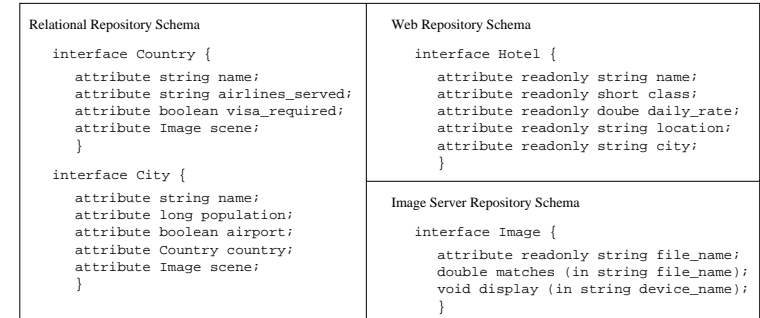 Relational Repository Schema
interface Country {
attribute string name;
attribute string airlines_served;
attribute boolean visa_required;
attribute Image scene;
}
interface City {
attribute string name;
attribute long population;
attribute boolean airport;
attribute Country country;
attribute Image scene;
}
Web Repository Schema
interface Hotel {
attribute readonly string name;
attribute readonly short class;
attribute readonly doube daily_rate;
attribute readonly string location;
attribute readonly string city;
}
Image Server Repository Schema
interface Image {
attribute readonly string file_name;
double matches (in string file_name);
void display (in string device_name);
}